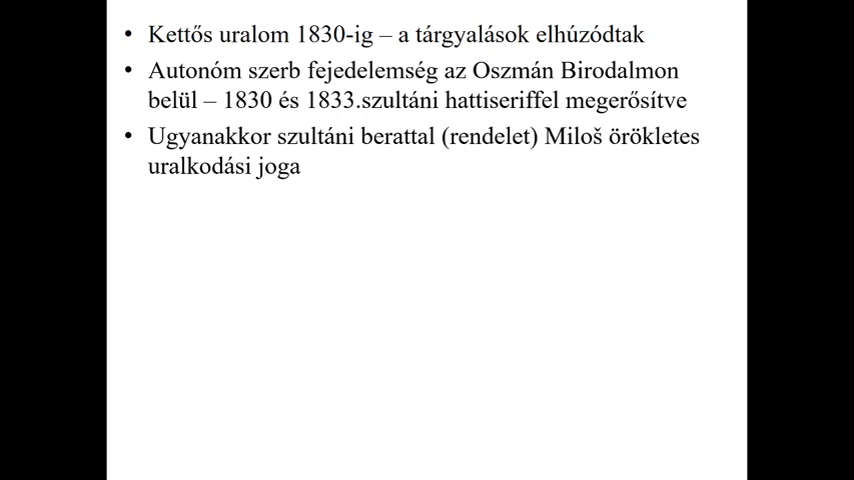 • Kettős uralom 1830-ig – a tárgyalások elhúzódtak
• Autonóm szerb fejedelemség az Oszmán Birodalmon
belül – 1830 és 1833.szultáni hattiseriffel megerősítve
• Ugyanakkor szultáni berattal (rendelet) Miloš örökletes
uralkodási joga